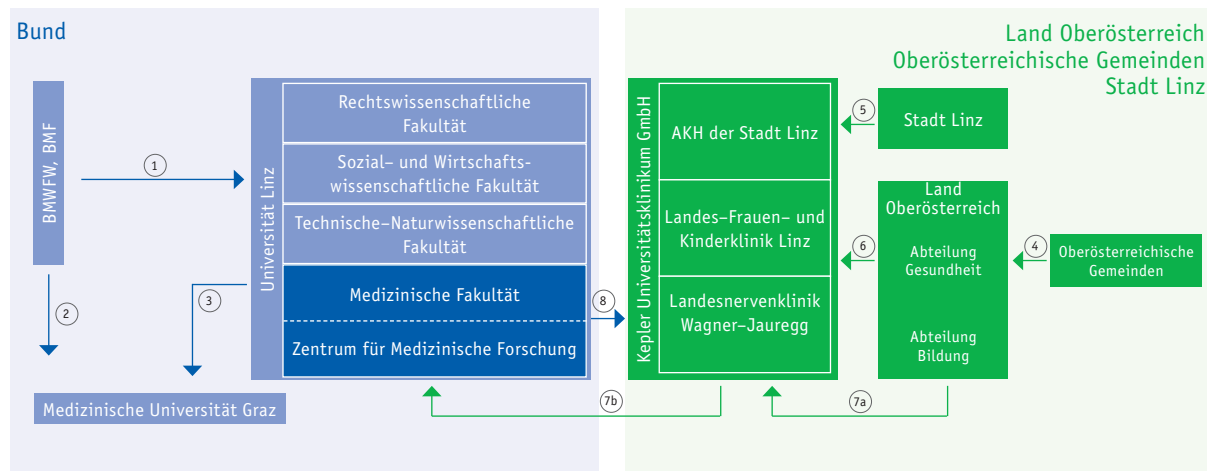 Bund
BMWFW, BMF
1
2
3
Universität Linz
Rechtswissenschaftliche
Fakultät
Sozial– und Wirtschafts-
wissenschaftliche Fakultät
Technische–Naturwissenschaftliche
Fakultät
Medizinische Fakultät
Zentrum für Medizinische Forschung
Medizinische Universität Graz
8
7b
Land Oberösterreich
Oberösterreichische Gemeinden
Stadt Linz
Kepler Universitätsklinikum GmbH
AKH der Stadt Linz
Landes–Frauen– und
Kinderklinik Linz
Landesnervenklinik
Wagner–Jauregg
5
Stadt Linz
6
Land
Oberösterreich
Abteilung
Gesundheit
Abteilung
Bildung
4
Oberösterreichische
Gemeinden
7a